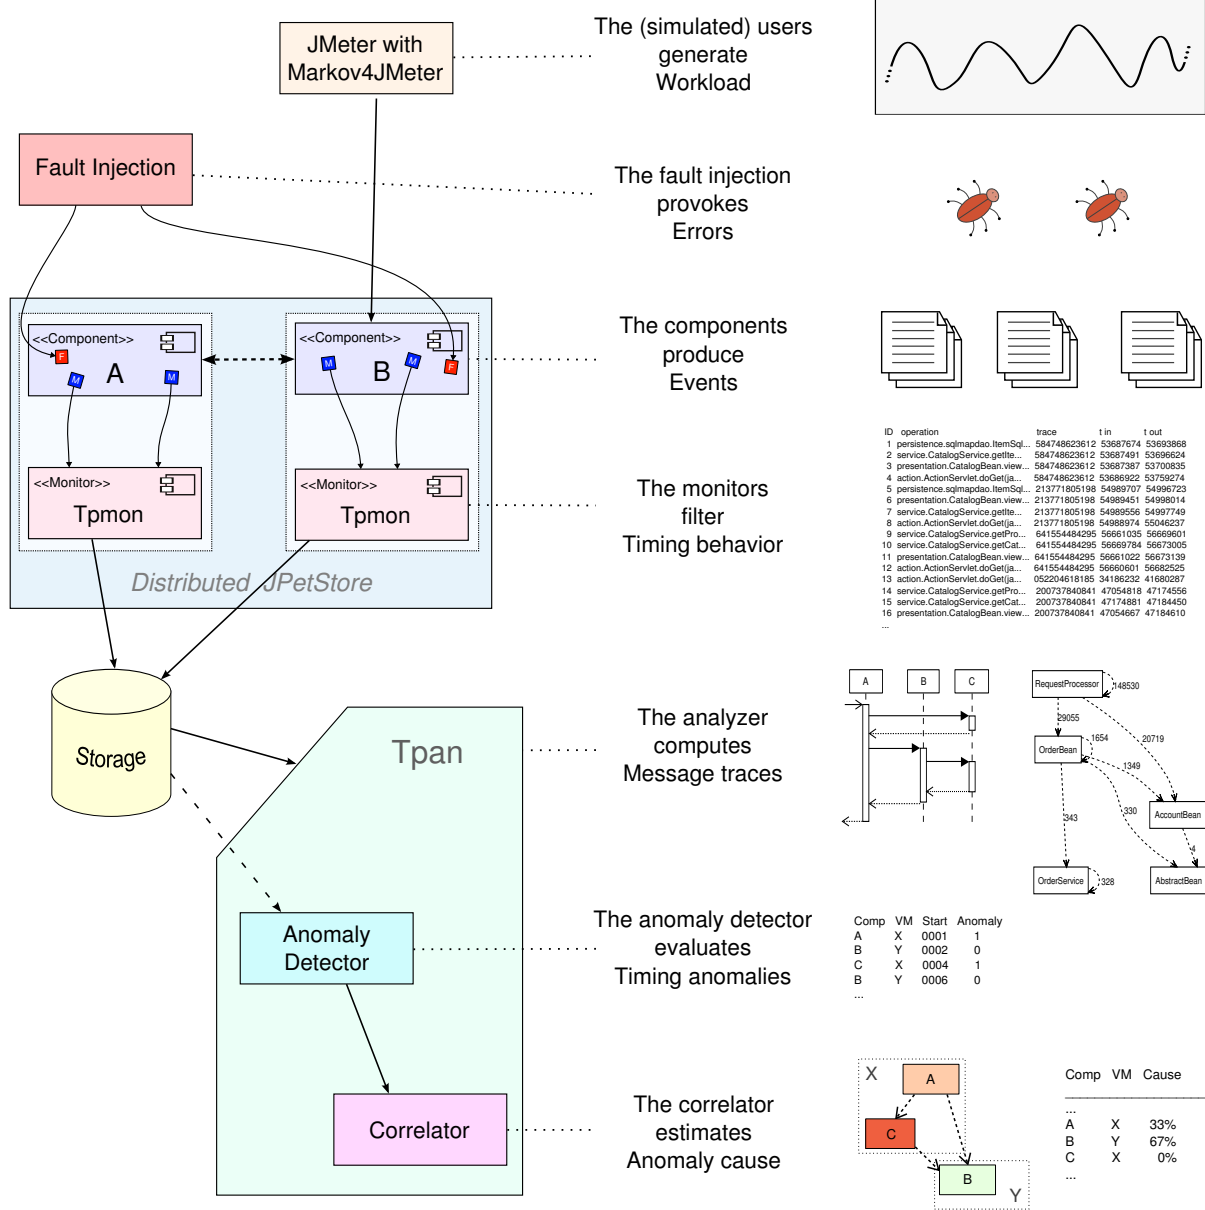 JMeter with
Markov4JMeter
The (simulated) users
generate
Workload
Fault Injection
The fault injection
provokes
Errors
<<Component>>
F
M
A
M
<<Component>>
M
B
M
F
The components
produce
Events
<<Monitor>>
Tpmon
<<Monitor>>
Tpmon
The monitors
filter
Timing behavior
Distributed JPetStore
ID operation trace t in t out
1 persistence.sqlmapdao.ItemSql... 584748623612 53687674 53693868
2 service.CatalogService.getIte... 584748623612 53687491 53696624
3 presentation.CatalogBean.view... 584748623612 53687387 53700835
4 action.ActionServlet.doGet(ja... 584748623612 53686922 53759274
5 persistence.sqlmapdao.ItemSql... 213771805198 54989707 54996723
6 presentation.CatalogBean.view... 213771805198 54989451 54998014
7 service.CatalogService.getIte... 213771805198 54989556 54997749
8 action.ActionServlet.doGet(ja... 213771805198 54988974 55046237
9 service.CatalogService.getPro... 641554484295 56661035 56669601
10 service.CatalogService.getCat... 641554484295 56669784 56673005
11 presentation.CatalogBean.view... 641554484295 56661022 56673139
12 action.ActionServlet.doGet(ja... 641554484295 56660601 56682525
13 action.ActionServlet.doGet(ja... 052204618185 34186232 41680287
14 service.CatalogService.getPro... 200737840841 47054818 47174556
15 service.CatalogService.getCat... 200737840841 47174881 47184450
16 presentation.CatalogBean.view... 200737840841 47054667 47184610
...
Storage
Tpan
The analyzer
computes
Message traces
A B C
RequestProcessor
148530
29055
1654
20719
OrderBean
1349
330
343
AccountBean
4
OrderService
328
AbstractBean
Anomaly
Detector
The anomaly detector
evaluates
Timing anomalies
Comp VM Start Anomaly
A X 0001 1
B Y 0002 0
C X 0004 1
B Y 0006 0
...
Correlator
The correlator
estimates
Anomaly cause
X
A
C
B
Y
Comp VM Cause
...
A X 33%
B Y 67%
C X 0%
...